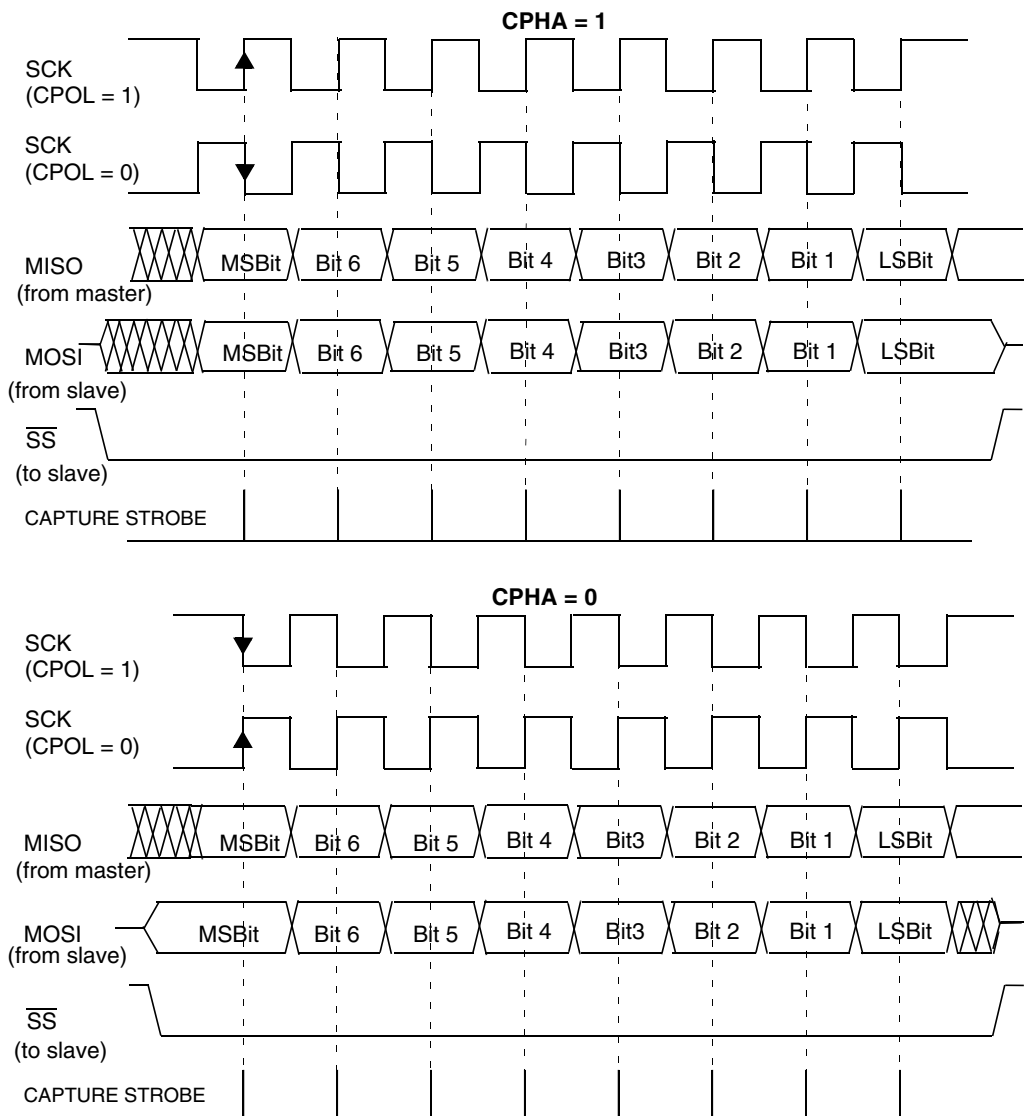 CPHA = 1
SCK
(CPOL = 1)
SCK
(CPOL = 0)
MISO
(from master)
MSBit Bit 6 Bit 5 Bit 4 Bit3 Bit 2 Bit 1 LSBit
MOSI
(from slave)
MSBit Bit 6 Bit 5 Bit 4 Bit3 Bit 2 Bit 1 LSBit
SS
(to slave)
CAPTURE STROBE
CPHA = 0
SCK
(CPOL = 1)
SCK
(CPOL = 0)
MISO
(from master)
MSBit Bit 6 Bit 5 Bit 4 Bit3 Bit 2 Bit 1 LSBit
MOSI
(from slave)
MSBit Bit 6 Bit 5 Bit 4 Bit3 Bit 2 Bit 1 LSBit
SS
(to slave)
CAPTURE STROBE